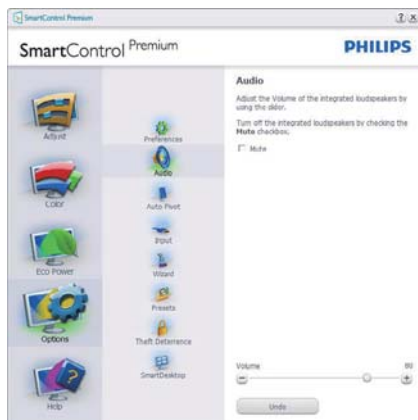 SmartControl Premium
SmartControl Premium
PHILIPS
Adjust
Color
Eco Power
Options
Help
Preferences
Audio
Auto Pivot
Input
Wizard
Presets
Theft Deterrence
SmartDesktop
Audio
Adjust the Volume of the integrated loudspeakers by
using the slider.
Turn off the integrated loudspeakers by checking the
Mute checkbox.
Mute
Volume
80
Undo